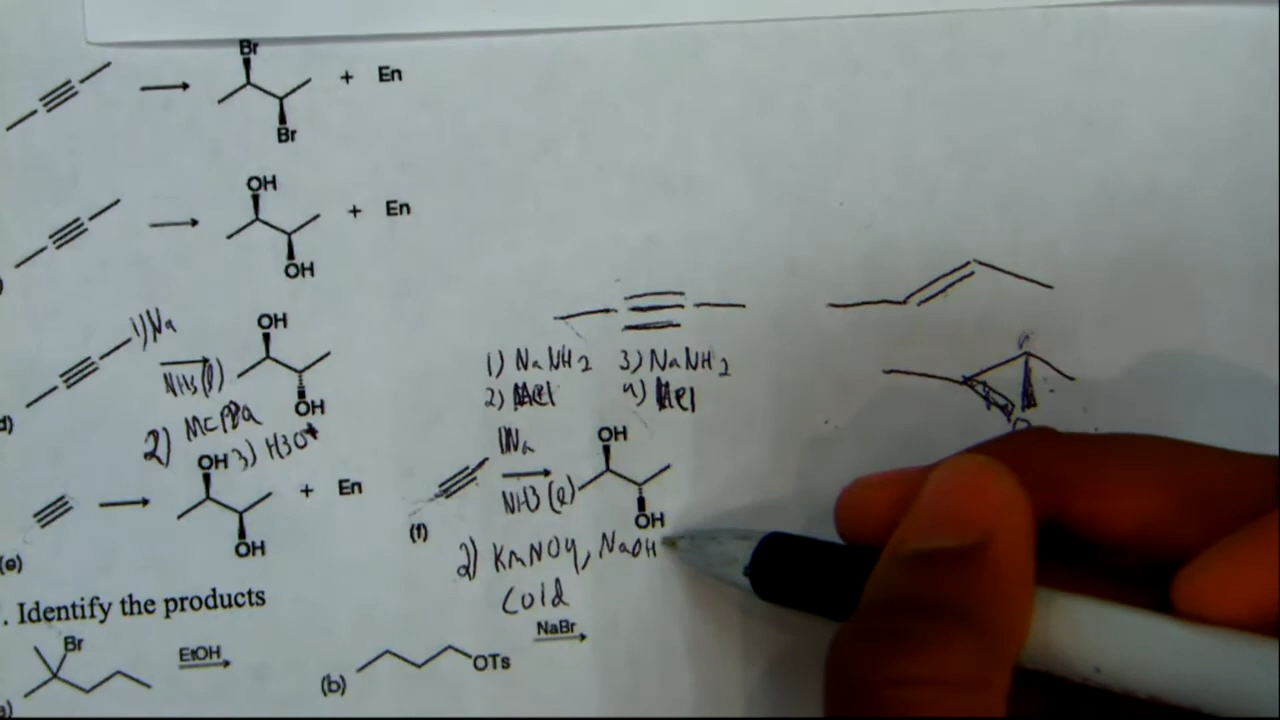 Br
+ En
Br
OH
+ En
OH
1) Na
NH3(l)
OH
OH
2) McPBa
3) H3O+
d)
OH
+ En
OH
(e)
1) NaNH2 3) NaNH2
2) MeI 4) MeI
1) Na
NH3(l)
OH
OH
(f)
2) KMNO4, NaOH
cold
. Identify the products
Br
EtOH
a)
(b)
OTs
NaBr